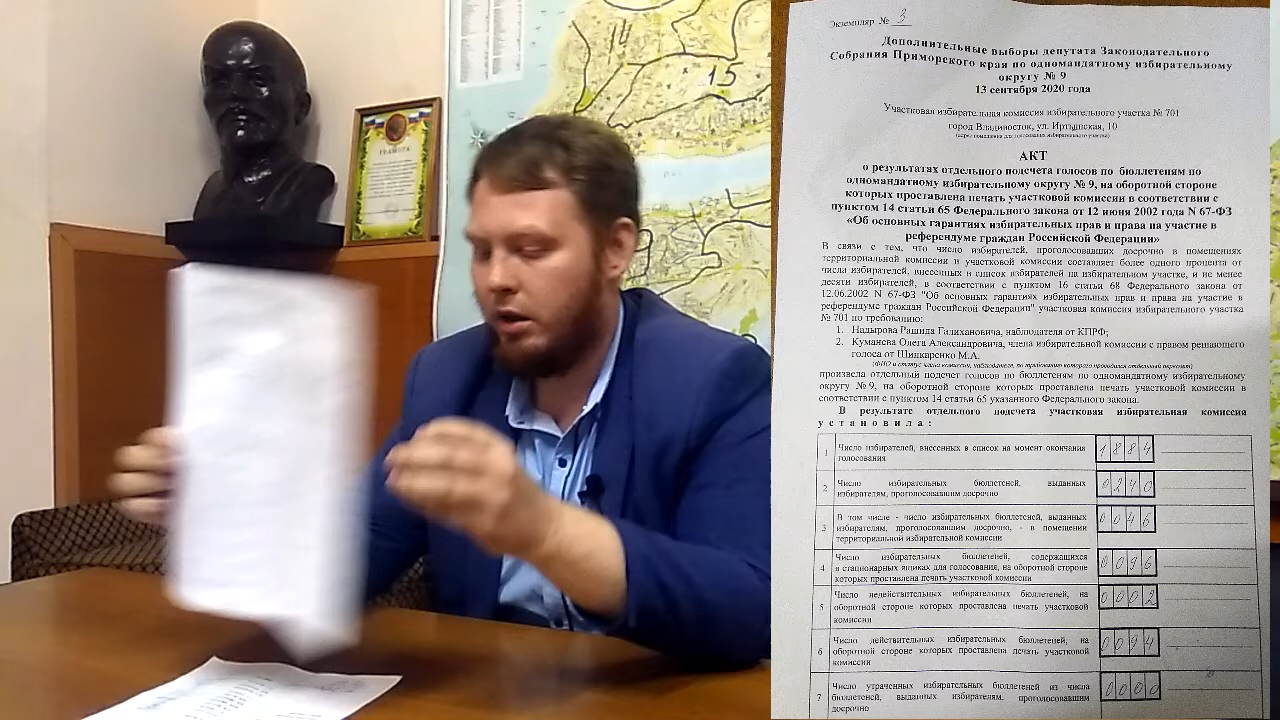 14
15
ГРАМОТА
Экземпляр № 3
Дополнительные выборы депутата Законодательного
Собрания Приморского края по одномандатному избирательному
округу № 9
13 сентября 2020 года
Участковая избирательная комиссия избирательного участка № 701
город Владивосток, ул. Иртышская, 10
АКТ
о результатах отдельного подсчета голосов по бюллетеням по
одномандатному избирательному округу №9, на оборотной стороне
которых проставлена печать участковой комиссии в соответствии с
пунктом 14 статьи 65 Федерального закона от 12 июня 2002 года N 67-ФЗ
«Об основных гарантиях избирательных прав и права на участие в
референдуме граждан Российской Федерации»
В связи с тем, что число избирателей, проголосовавших досрочно в помещениях
территориальной комиссии и участковой комиссии составляет более одного процента от
числа избирателей, внесенных в список избирателей на избирательном участке, и не менее
десяти избирателей, в соответствии с пунктом 12 статьи 68 Федерального закона от
12.06.2002 N 67-ФЗ "Об основных гарантиях избирательных прав и права на участие в
референдуме граждан Российской Федерации" участковая комиссия избирательного участка
№ 701 по требованию:
1. Надырова Рашида наблюдателя от КПРФ;
2. Куманева Олега Александровича, члена избирательной комиссии с правом решающего
голоса от Шинкаренко М.А.
произвела отдельный подсчет голосов по бюллетеням по одномандатному избирательному
округу №9, на оборотной стороне которых проставлена печать участковой комиссии в
соответствии с пунктом 14 статьи 65 указанного Федерального закона.
В результате отдельного подсчета участковая избирательная комиссия
установила:
1 Число избирателей, внесенных в список на момент окончания 1884
голосования
2 Число избирательных бюллетеней, выданных 0240
избирателям, проголосовавшим досрочно
3 В том числе - число избирательных бюллетеней, выданных 0046
избирателям, проголосовавшим досрочно, - в помещении
территориальной избирательной комиссии
4 Число избирательных бюллетеней, содержащихся 0096
в стационарных ящиках для голосования, на оборотной стороне
которых проставлена печать участковой комиссии
5 Число недействительных избирательных бюллетеней, на 0002
оборотной стороне которых проставлена печать участковой
комиссии
6 Число действительных избирательных бюллетеней, на 0094
оборотной стороне которых проставлена печать участковой
комиссии
7 бюллетеней из числа
выданных избирателям, проголосовавшим
досрочно